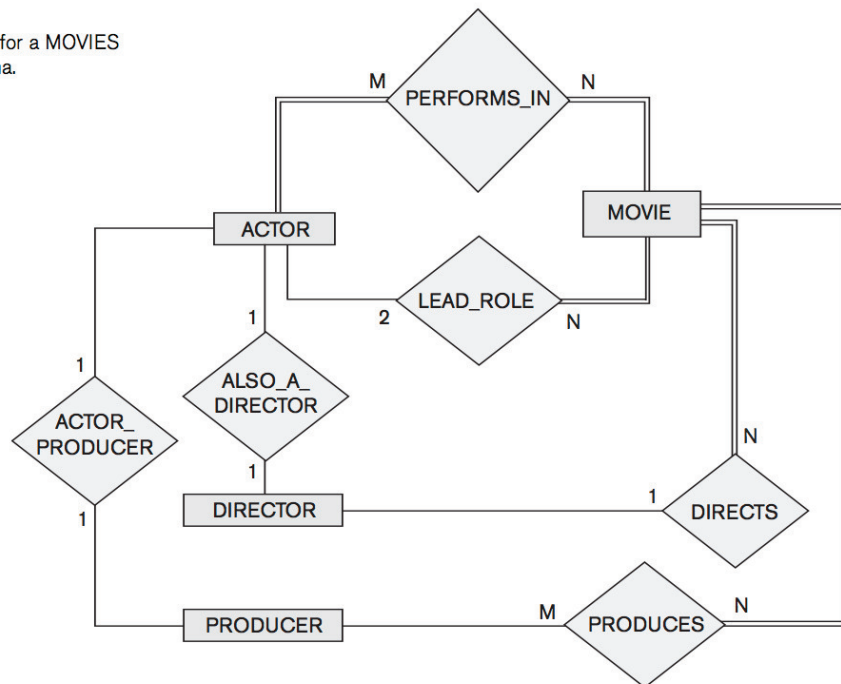 for a MOVIES
na.
M
PERFORMS_IN
N
ACTOR
MOVIE
2
LEAD_ROLE
N
1
ALSO_A_
DIRECTOR
1
1
ACTOR_
PRODUCER
1
DIRECTOR
1
N
DIRECTS
PRODUCER
M
PRODUCES
N